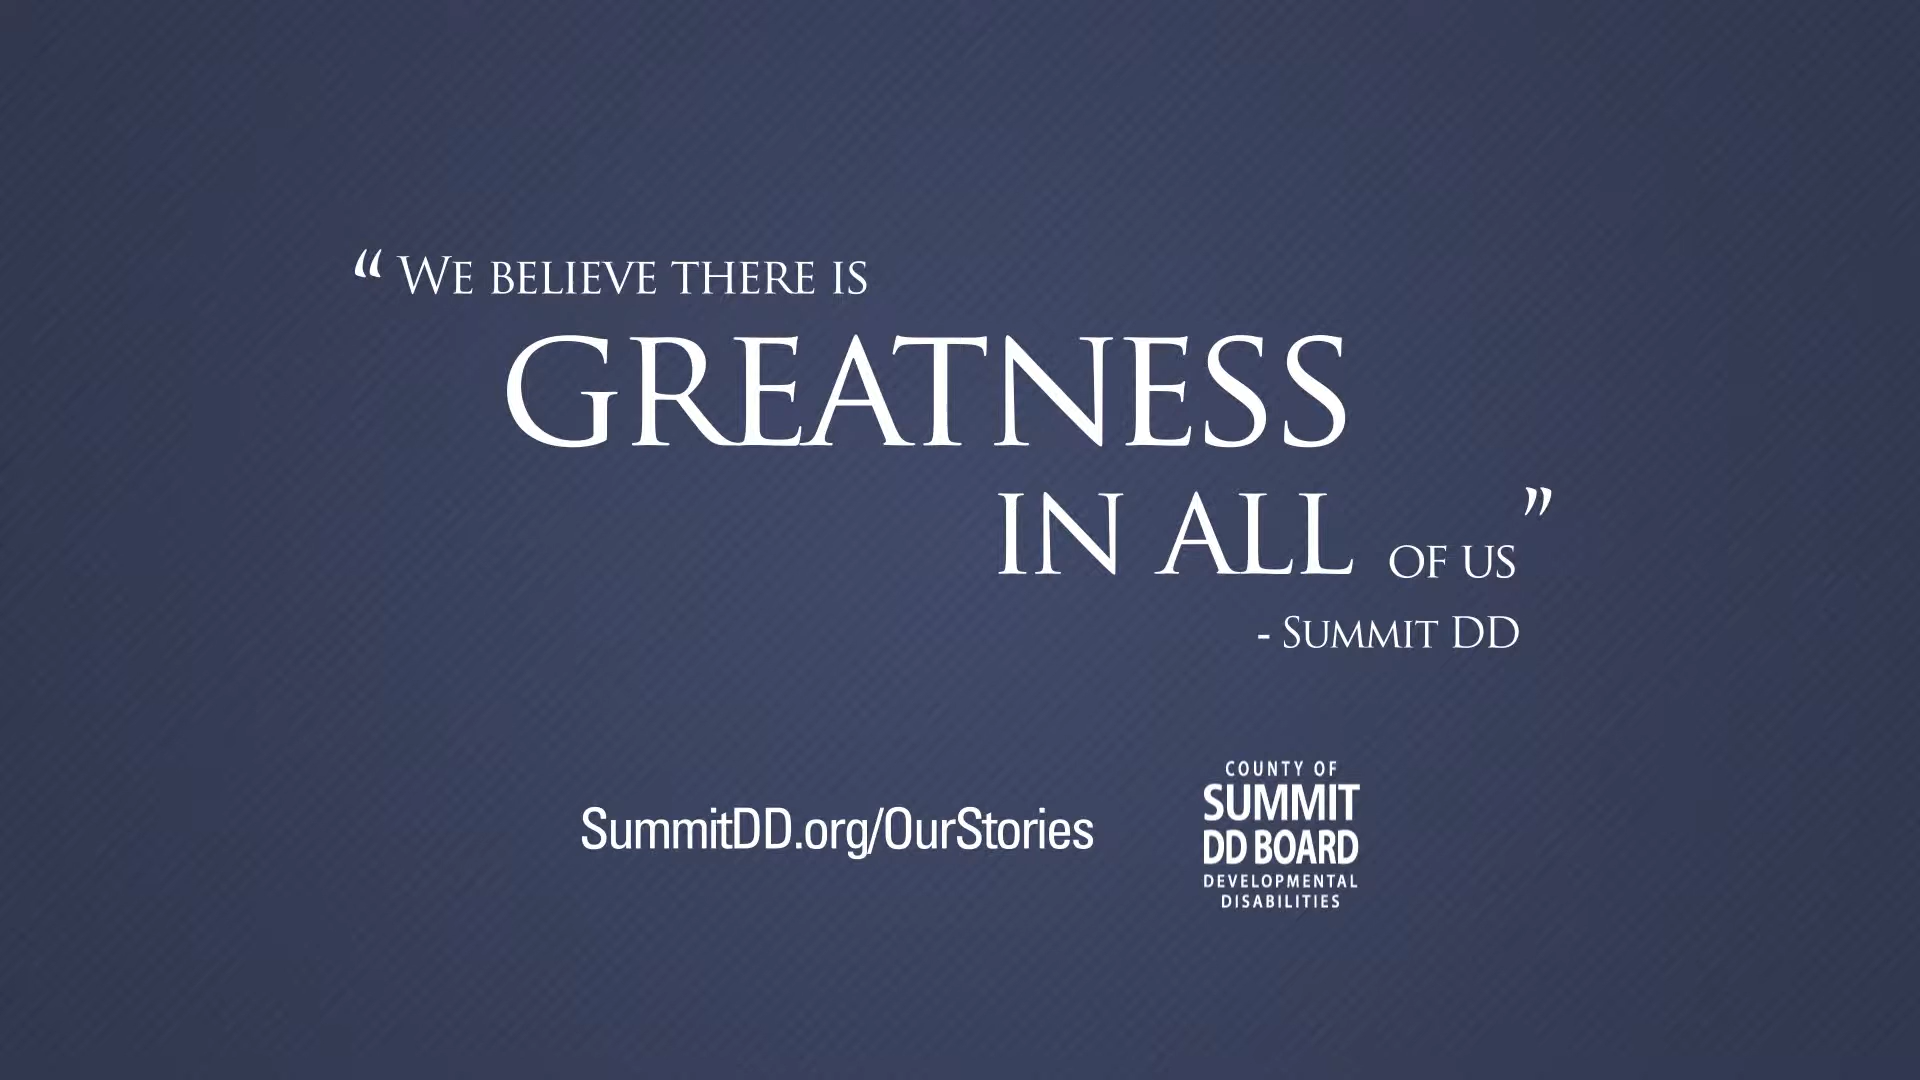 “ We believe there is
GREATNESS
IN ALL OF US ”
- Summit DD
SummitDD.org/OurStories
COUNTY OF
SUMMIT
DD BOARD
DEVELOPMENTAL
DISABILITIES